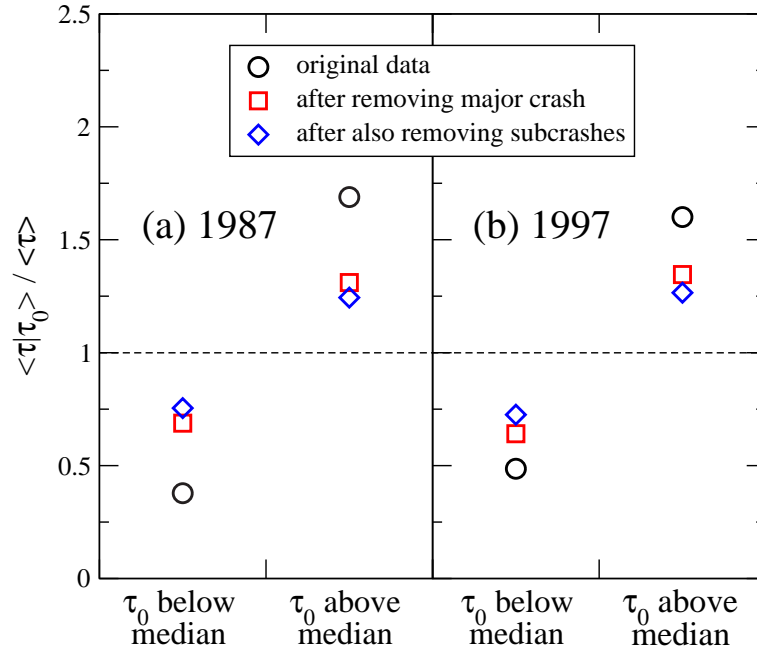 2.5
2
1.5
1
0.5
0
<τ|τ₀> / <τ>
original data
after removing major crash
after also removing subcrashes
(a) 1987
(b) 1997
τ₀ below median
τ₀ above median
τ₀ below median
τ₀ above median